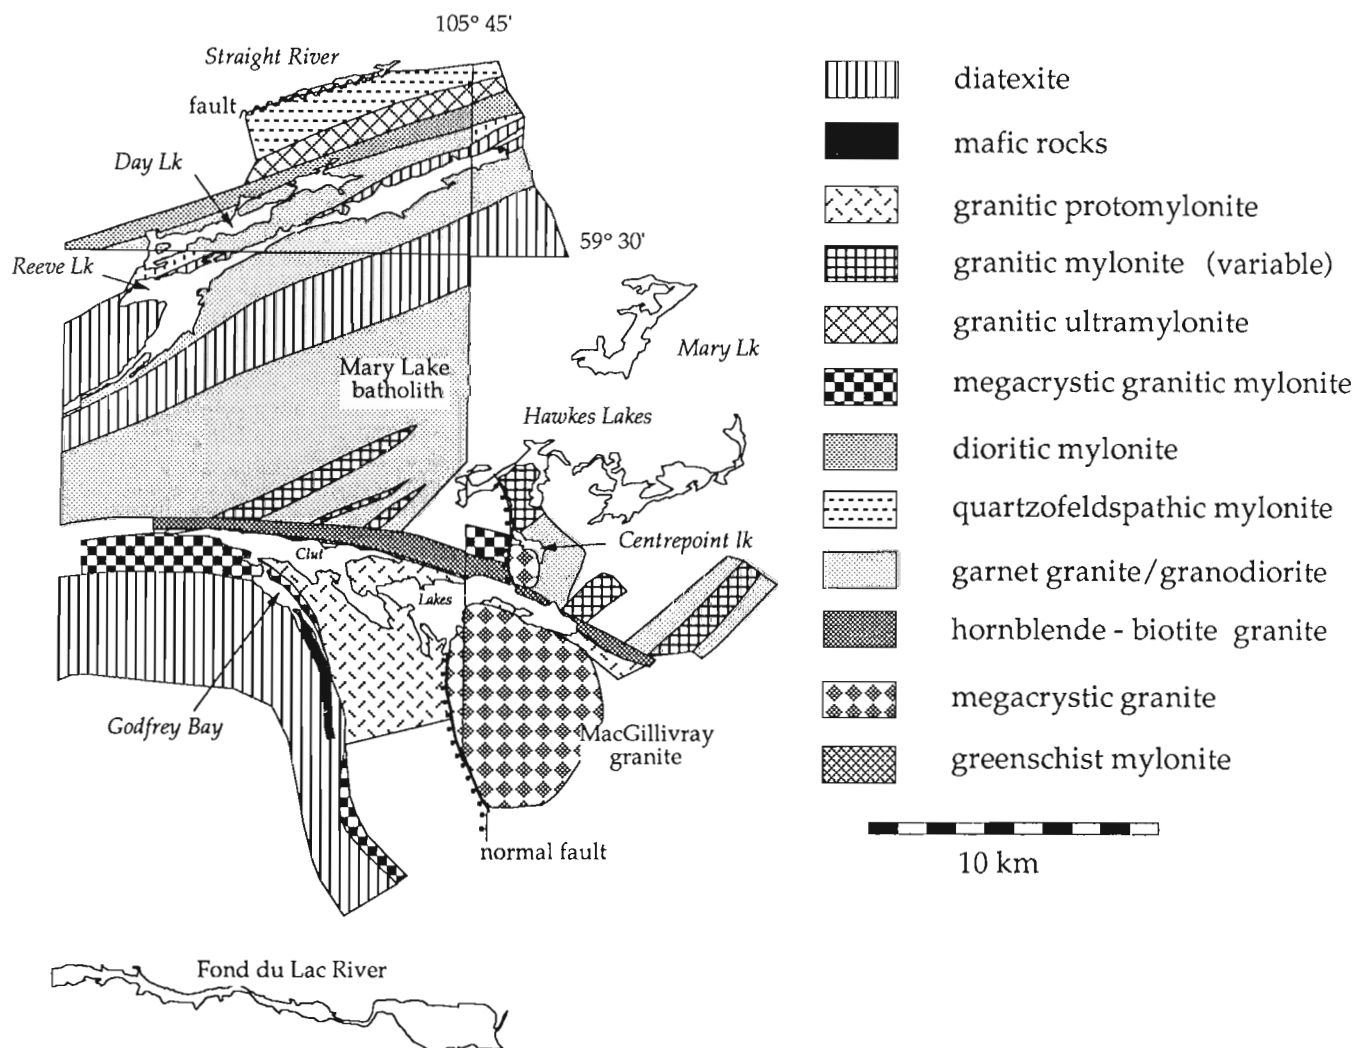 105° 45'
Straight River
fault
Day Lk
59° 30'
Reeve Lk
Mary Lk
Mary Lake
batholith
Hawkes Lakes
Centrepoint lk
Clut
Lakes
Godfrey Bay
MacGillivray
granite
normal fault
Fond du Lac River
diatexite
mafic rocks
granitic protomylonite
granitic mylonite (variable)
granitic ultramylonite
megacrystic granitic mylonite
dioritic mylonite
quartzofeldspathic mylonite
garnet granite/granodiorite
hornblende - biotite granite
megacrystic granite
greenschist mylonite
10 km